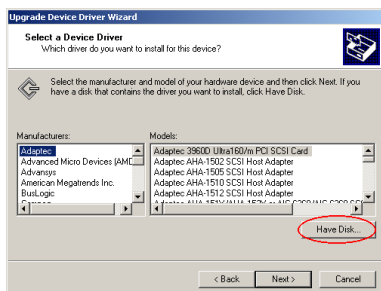 Upgrade Device Driver Wizard
Select a Device Driver
Which driver do you want to install for this device?
Select the manufacturer and model of your hardware device and then click Next. If you
have a disk that contains the driver you want to install, click Have Disk.
Manufacturers:
Adaptec
Advanced Micro Devices (AMD
Advansys
American Megatrends Inc.
BusLogic
Models:
Adaptec 3960D Ultra160/m PCI SCSI Card
Adaptec AHA-1502 SCSI Host Adapter
Adaptec AHA-1505 SCSI Host Adapter
Adaptec AHA-1510 SCSI Host Adapter
Adaptec AHA-1512 SCSI Host Adapter
Have Disk...
< Back
Next >
Cancel